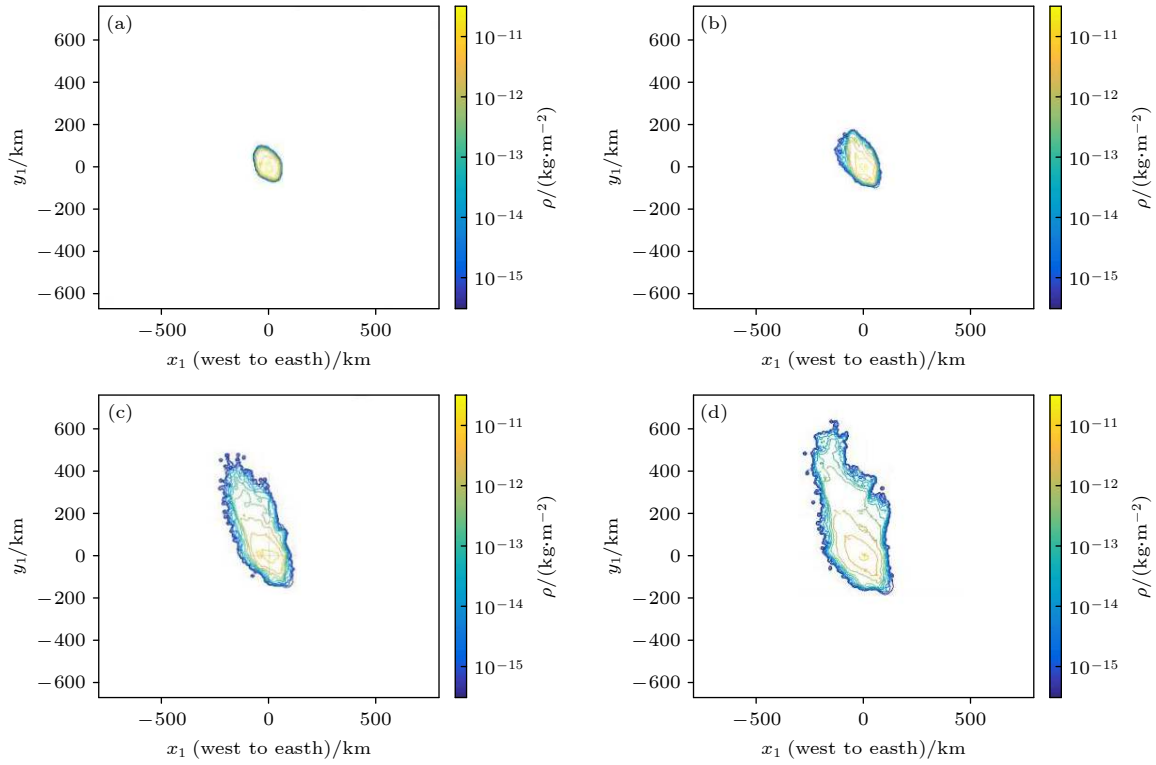 (a)
600
400
200
0
−200
−400
−600
y₁/km
−500 0 500
x₁ (west to easth)/km
10⁻¹¹
10⁻¹²
10⁻¹³
10⁻¹⁴
10⁻¹⁵
ρ/(kg·m⁻²)
(b)
600
400
200
0
−200
−400
−600
y₁/km
−500 0 500
x₁ (west to easth)/km
10⁻¹¹
10⁻¹²
10⁻¹³
10⁻¹⁴
10⁻¹⁵
ρ/(kg·m⁻²)
(c)
600
400
200
0
−200
−400
−600
y₁/km
−500 0 500
x₁ (west to easth)/km
10⁻¹¹
10⁻¹²
10⁻¹³
10⁻¹⁴
10⁻¹⁵
ρ/(kg·m⁻²)
(d)
600
400
200
0
−200
−400
−600
y₁/km
−500 0 500
x₁ (west to easth)/km
10⁻¹¹
10⁻¹²
10⁻¹³
10⁻¹⁴
10⁻¹⁵
ρ/(kg·m⁻²)